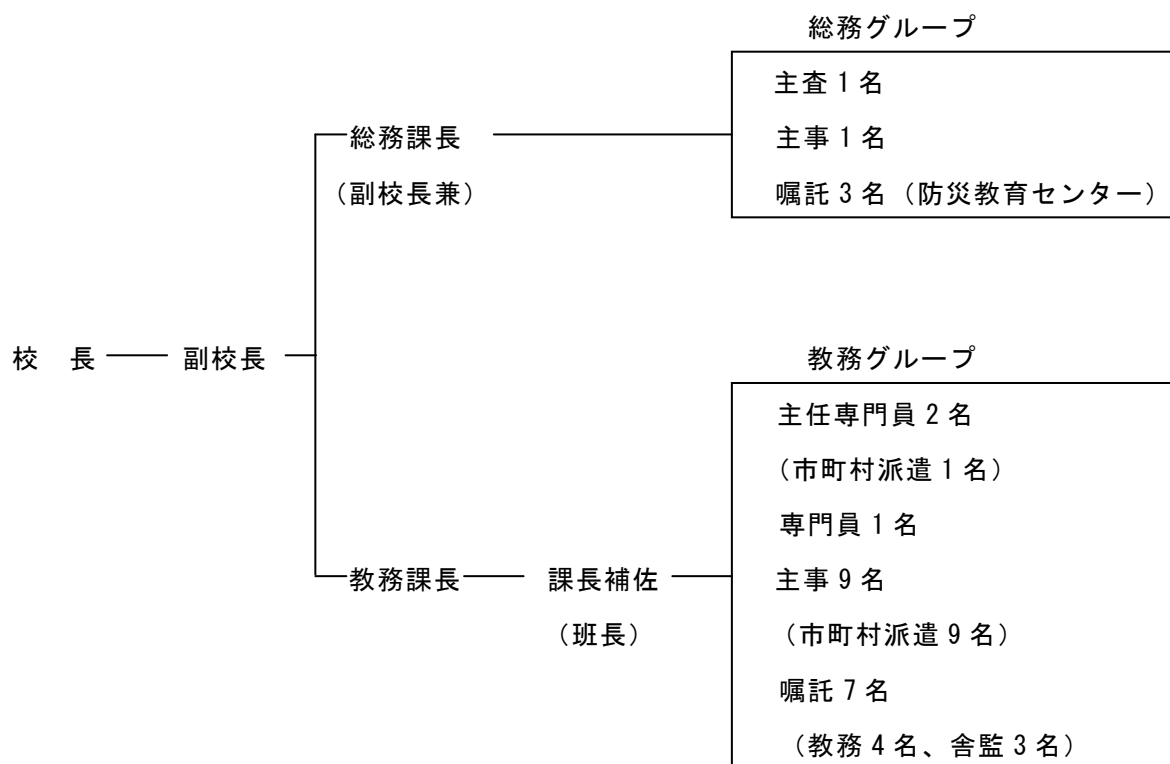 総務グループ
主査1名
主事1名
嘱託3名（防災教育センター）
総務課長
（副校長兼）
校　長
副校長
教務グループ
主任専門員2名
（市町村派遣1名）
専門員1名
主事9名
（市町村派遣9名）
嘱託7名
（教務4名、舎監3名）
教務課長
課長補佐
（班長）